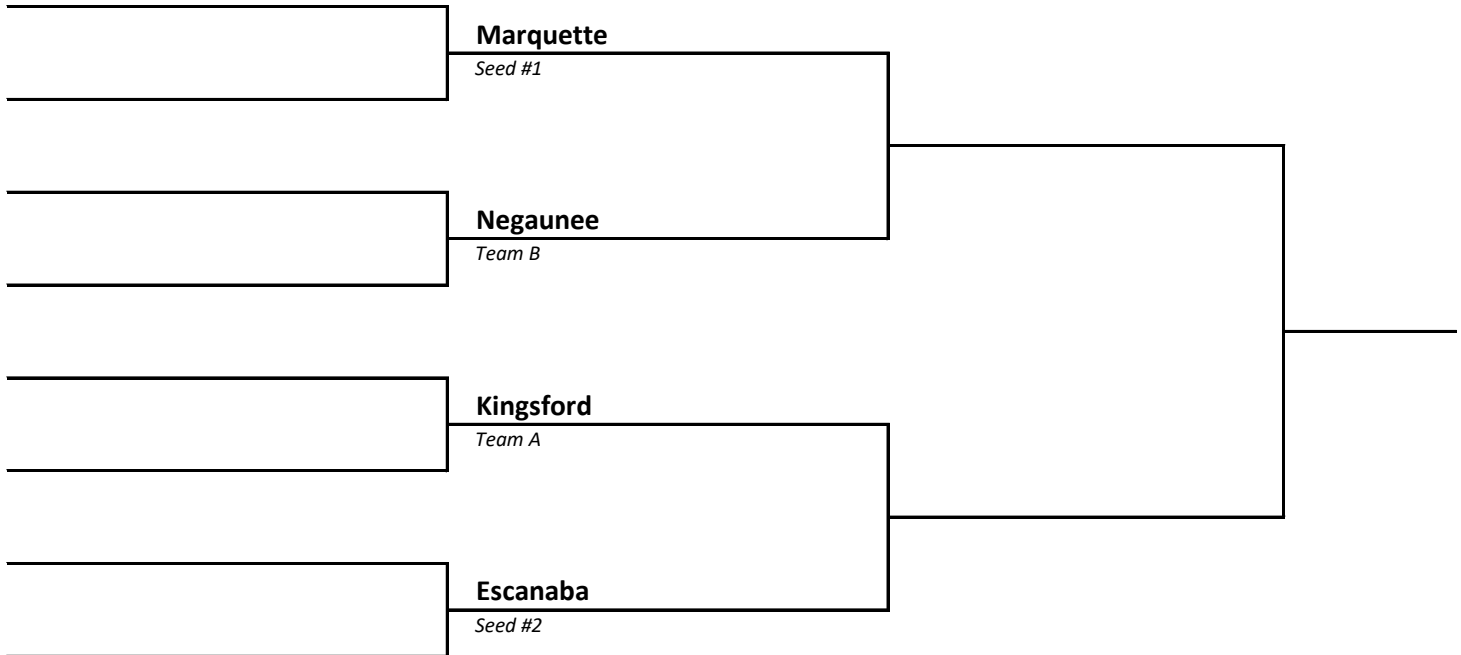 Marquette
Seed #1
Negaunee
Team B
Kingsford
Team A
Escanaba
Seed #2